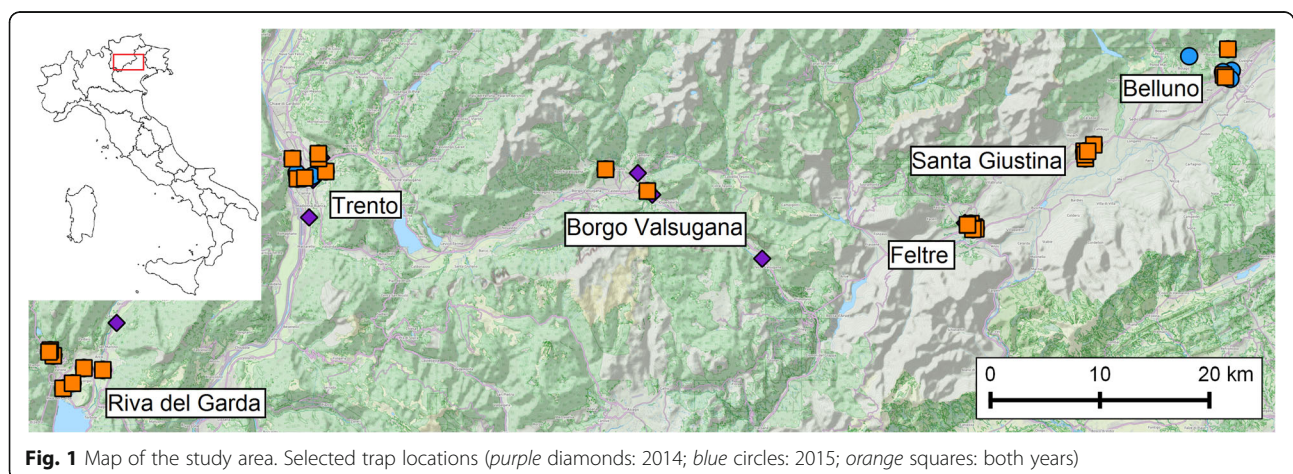 Belluno
Santa Giustina
Trento
Borgo Valsugana
Feltre
Riva del Garda
0 10 20 km
Fig. 1 Map of the study area. Selected trap locations (purple diamonds: 2014; blue circles: 2015; orange squares: both years)